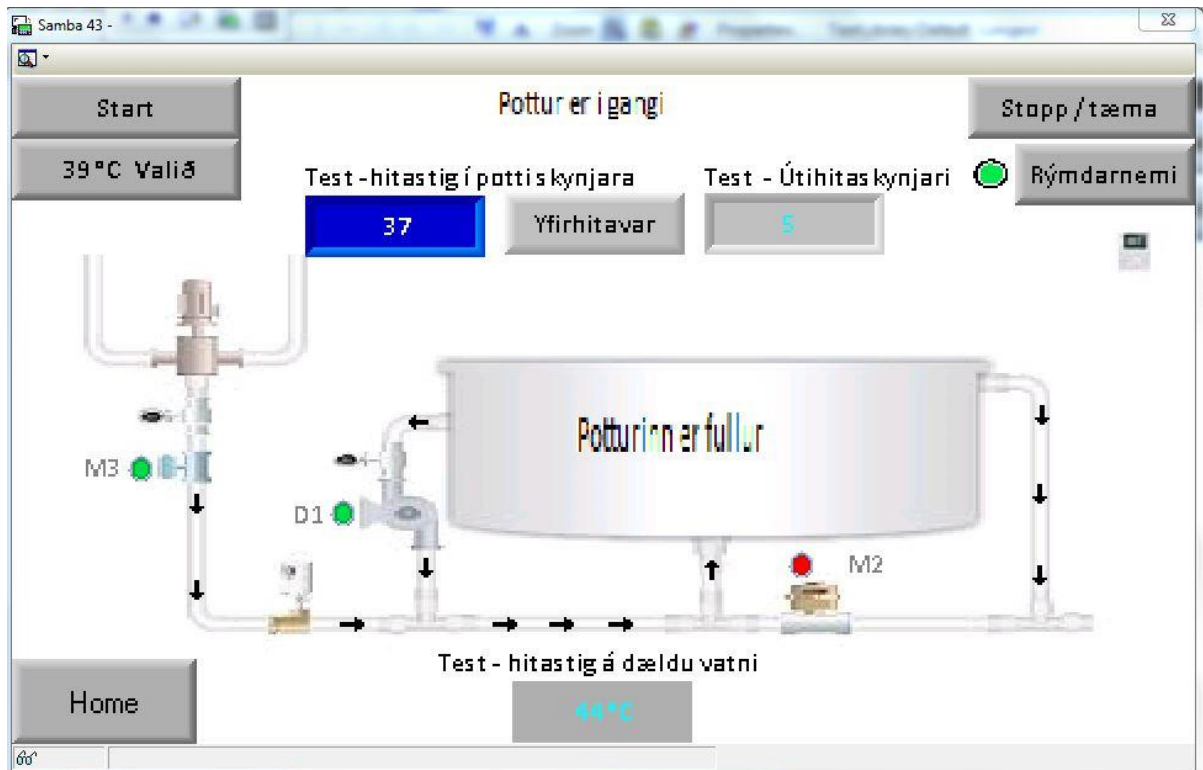 Samba 43 -
Start
Pottur er í gangi
Stopp / tæma
39°C Valið
Test - hitastig í potti skynjara
Test - Útihitaskynjari
Rýmdarnemi
37
Yfirhitavar
5
Potturinn er fullur
M3
D1
M2
Test - hitastig á dældu vatni
Home
44°C